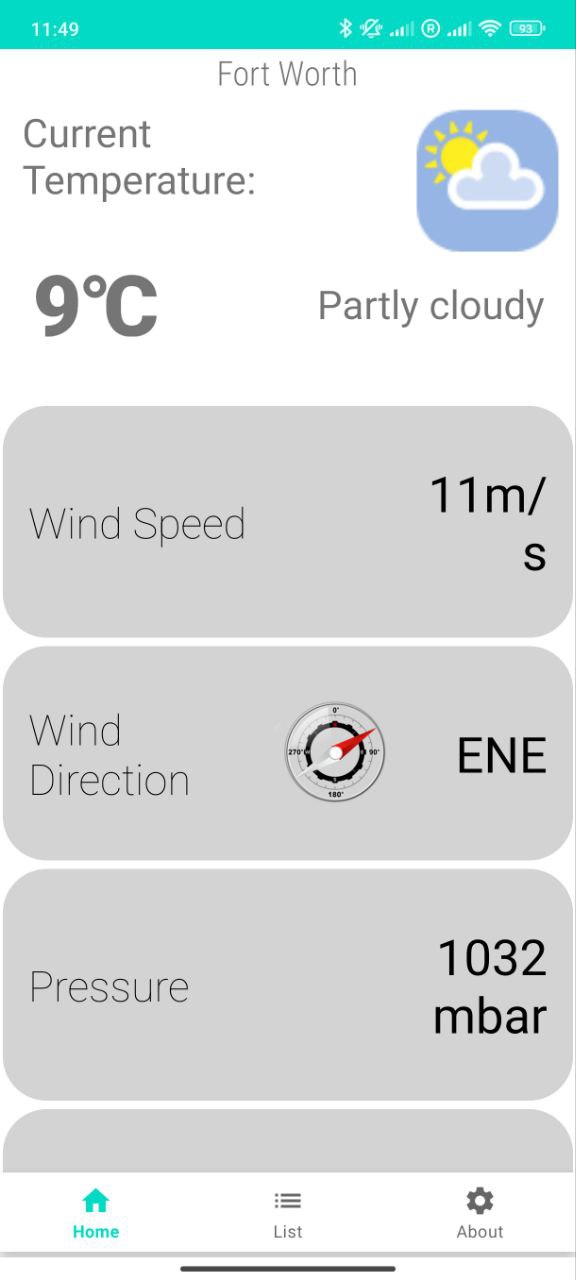 11:49
R
93
Fort Worth
Current
Temperature:
9°C
Partly cloudy
Wind Speed
11m/
s
Wind
Direction
0°
270°
90°
180°
ENE
Pressure
1032
mbar
Home
List
About